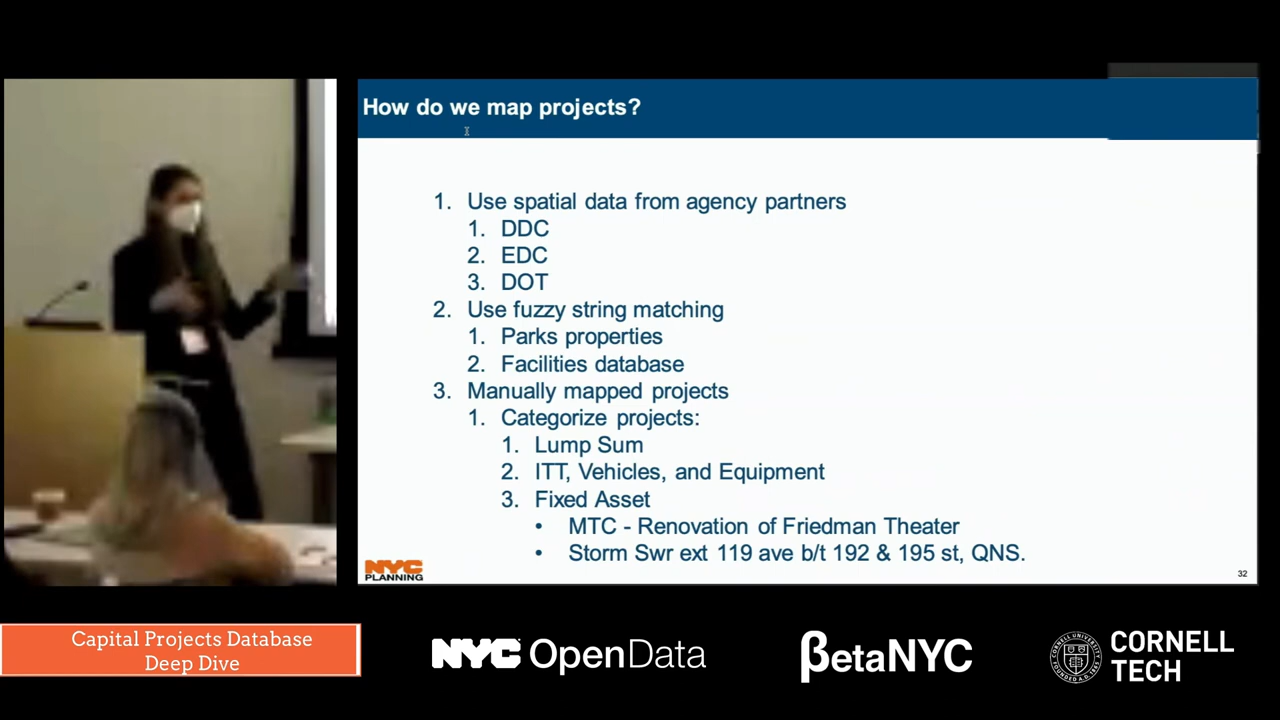 How do we map projects?
1. Use spatial data from agency partners
1. DDC
2. EDC
3. DOT
2. Use fuzzy string matching
1. Parks properties
2. Facilities database
3. Manually mapped projects
1. Categorize projects:
1. Lump Sum
2. ITT, Vehicles, and Equipment
3. Fixed Asset
• MTC - Renovation of Friedman Theater
• Storm Swr ext 119 ave b/t 192 & 195 st, QNS.
NYC
PLANNING
32
Capital Projects Database
Deep Dive
NYC OpenData
βetaNYC
CORNELL
TECH